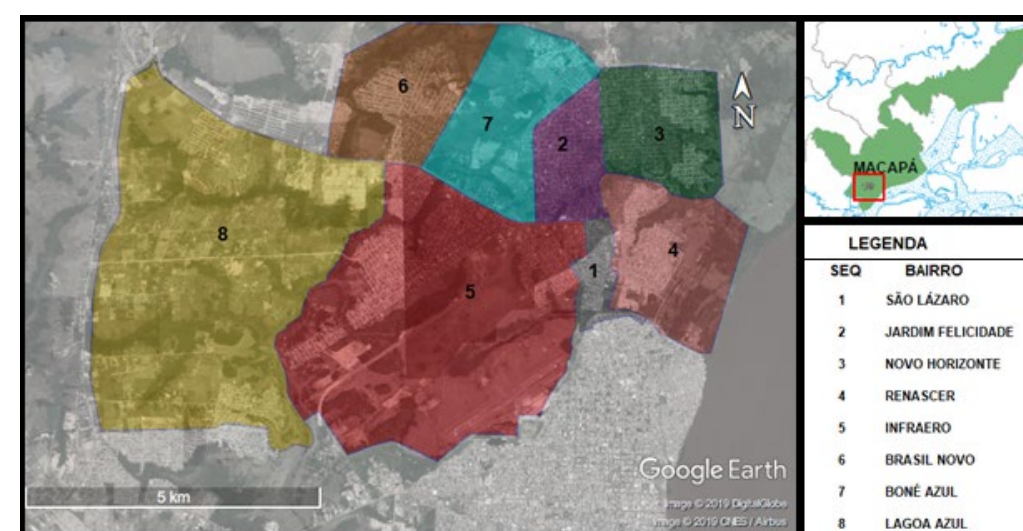 6
7
2
3
N
8
4
1
5
Google Earth
5 km
Image © 2019 DigitalGlobe
Image © 2019 CNES / Airbus
MACAPÁ
LEGENDA
SEQ BAIRRO
1 SÃO LÁZARO
2 JARDIM FELICIDADE
3 NOVO HORIZONTE
4 RENASCER
5 INFRAERO
6 BRASIL NOVO
7 BONÉ AZUL
8 LAGOA AZUL